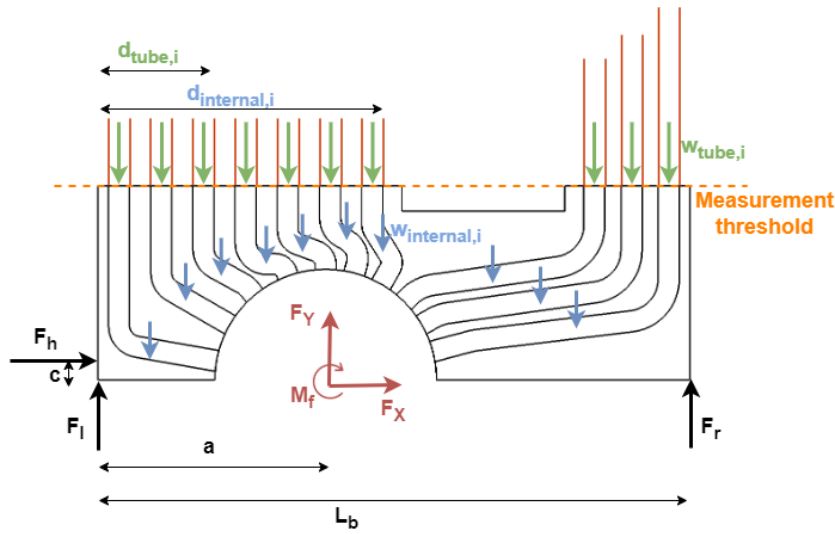 d_tube,i
d_internal,i
w_tube,i
Measurement
threshold
w_internal,i
F_h
F_Y
c
M_f
F_X
F_l
F_r
a
L_b